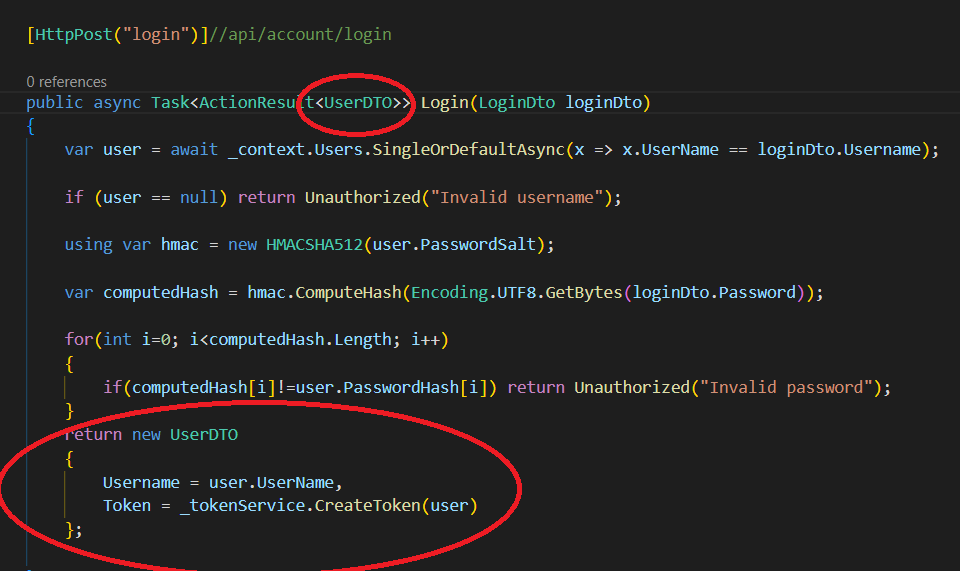 [HttpPost("login")]//api/account/login
0 references
public async Task<ActionResult<UserDTO>> Login(LoginDto loginDto)
{
var user = await _context.Users.SingleOrDefaultAsync(x => x.UserName == loginDto.Username);
if (user == null) return Unauthorized("Invalid username");
using var hmac = new HMACSHA512(user.PasswordSalt);
var computedHash = hmac.ComputeHash(Encoding.UTF8.GetBytes(loginDto.Password));
for(int i=0; i<computedHash.Length; i++)
{
if(computedHash[i]!=user.PasswordHash[i]) return Unauthorized("Invalid password");
}
return new UserDTO
{
Username = user.UserName,
Token = _tokenService.CreateToken(user)
};